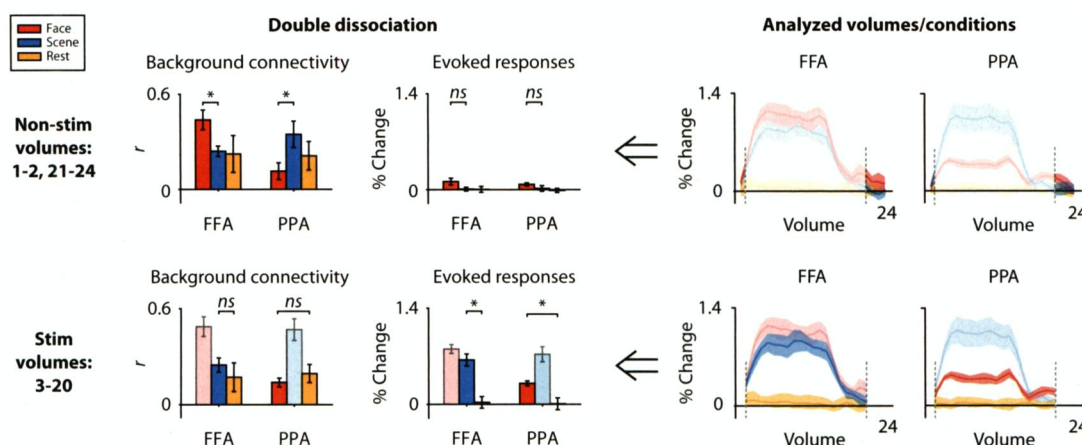 Face
Scene
Rest
Double dissociation
Analyzed volumes/conditions
Non-stim
volumes:
1-2, 21-24
Background connectivity
0.6
r
0
*
*
FFA
PPA
Evoked responses
1.4
% Change
0
ns
ns
FFA
PPA
FFA
1.4
% Change
0
Volume
24
PPA
Volume
24
Stim
volumes:
3-20
Background connectivity
0.6
r
0
ns
ns
FFA
PPA
Evoked responses
1.4
% Change
0
*
*
FFA
PPA
FFA
1.4
% Change
0
Volume
24
PPA
Volume
24